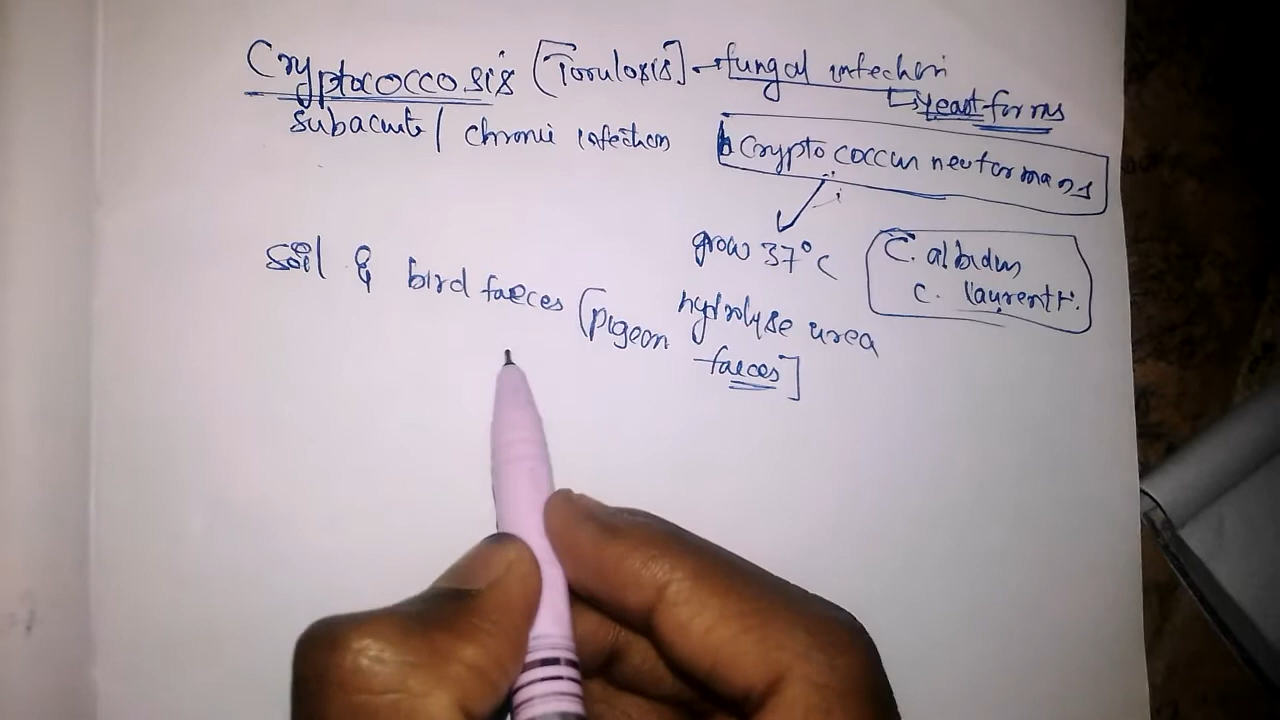 Cryptococcosis [Torulosis] → fungal infection
↳ yeast forms
subacute / chronic infection
Cryptococcus neoformans
grow 37°C
hydrolyse urea
C. albidus
C. laurentii.
soil & bird faeces [pigeon
faeces]